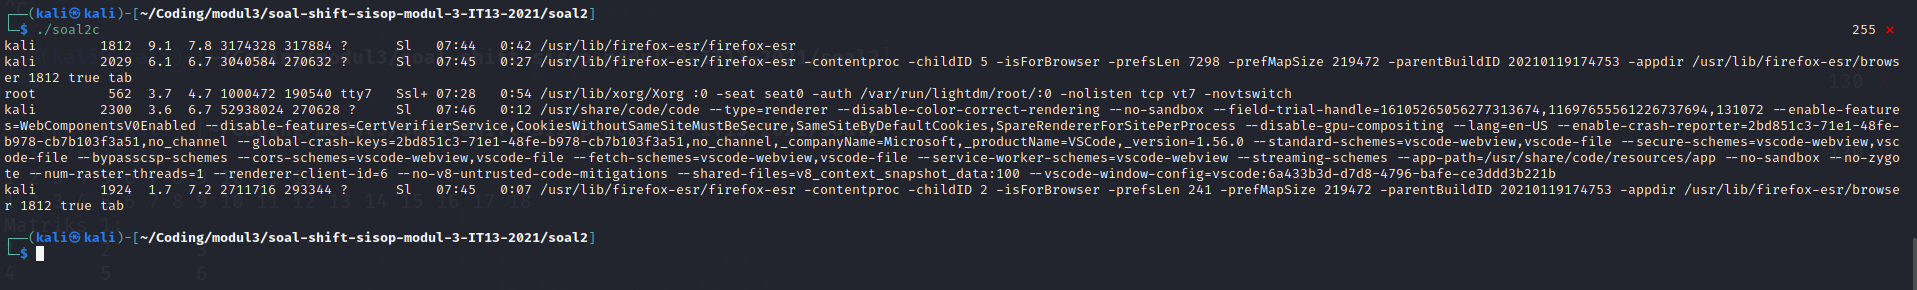 ┌──(kali㉿kali)-[~/Coding/modul3/soal-shift-sisop-modul-3-IT13-2021/soal2]
└─$ ./soal2c 255 ⨯
kali 1812 9.1 7.8 3174328 317884 ? Sl 07:44 0:42 /usr/lib/firefox-esr/firefox-esr
kali 2029 6.1 6.7 3040584 270632 ? Sl 07:45 0:27 /usr/lib/firefox-esr/firefox-esr -contentproc -childID 5 -isForBrowser -prefsLen 7298 -prefMapSize 219472 -parentBuildID 20210119174753 -appdir /usr/lib/firefox-esr/brows
er 1812 true tab
root 562 3.7 4.7 1000472 190540 tty7 Ssl+ 07:28 0:54 /usr/lib/xorg/Xorg :0 -seat seat0 -auth /var/run/lightdm/root/:0 -nolisten tcp vt7 -novtswitch
kali 2300 3.6 6.7 52938024 270628 ? Sl 07:46 0:12 /usr/share/code/code --type=renderer --disable-color-correct-rendering --no-sandbox --field-trial-handle=16105265056277313674,11697655561226737694,131072 --enable-feature
s=WebComponentsV0Enabled --disable-features=CertVerifierService,CookiesWithoutSameSiteMustBeSecure,SameSiteByDefaultCookies,SpareRendererForSitePerProcess --disable-gpu-compositing --lang=en-US --enable-crash-reporter=2bd851c3-71e1-48fe-
b978-cb7b103f3a51,no_channel --global-crash-keys=2bd851c3-71e1-48fe-b978-cb7b103f3a51,no_channel,_companyName=Microsoft,_productName=VSCode,_version=1.56.0 --standard-schemes=vscode-webview,vscode-file --secure-schemes=vscode-webview,vsc
ode-file --bypasscsp-schemes --cors-schemes=vscode-webview,vscode-file --fetch-schemes=vscode-webview,vscode-file --service-worker-schemes=vscode-webview --streaming-schemes --app-path=/usr/share/code/resources/app --no-sandbox --no-zygo
te --num-raster-threads=1 --renderer-client-id=6 --no-v8-untrusted-code-mitigations --shared-files=v8_context_snapshot_data:100 --vscode-window-config=vscode:6a433b3d-d7d8-4796-bafe-ce3ddd3b221b
kali 1924 1.7 7.2 2711716 293344 ? Sl 07:45 0:07 /usr/lib/firefox-esr/firefox-esr -contentproc -childID 2 -isForBrowser -prefsLen 241 -prefMapSize 219472 -parentBuildID 20210119174753 -appdir /usr/lib/firefox-esr/browse
r 1812 true tab
┌──(kali㉿kali)-[~/Coding/modul3/soal-shift-sisop-modul-3-IT13-2021/soal2]
└─$